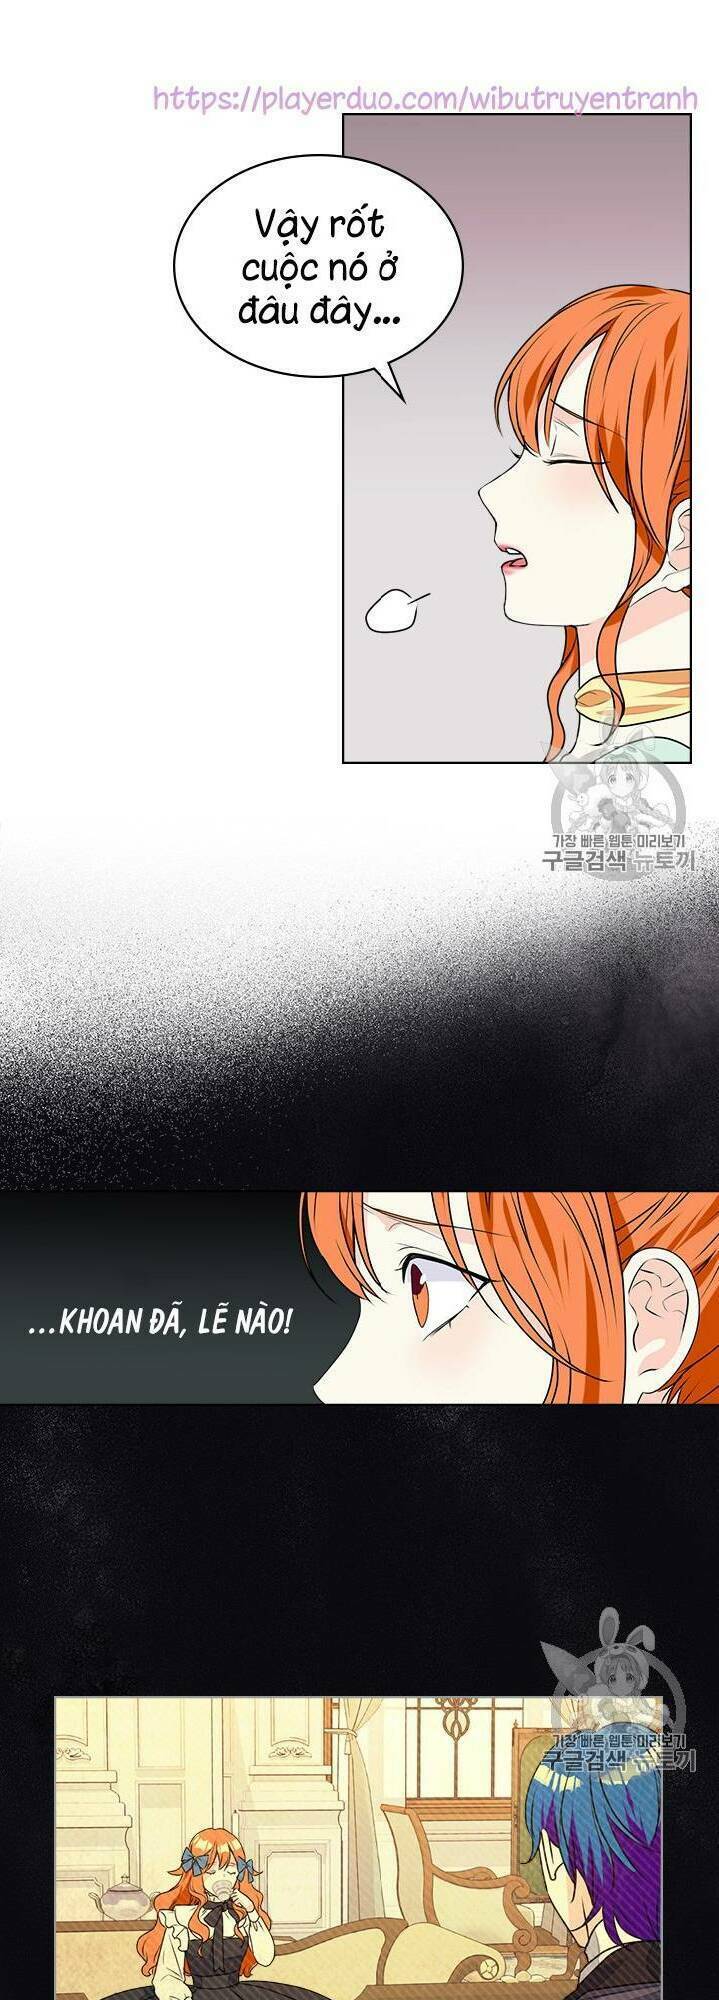 https://playerduo.com/wibutruyentranh
Vậy rốt
cuộc nó ở
đâu đây...
가장 빠른 웹툰 미리보기
구글검색 뉴토끼
...KHOAN ĐÃ, LẼ NÀO!
가장 빠른 웹툰 미리보기
구글검색 뉴토끼